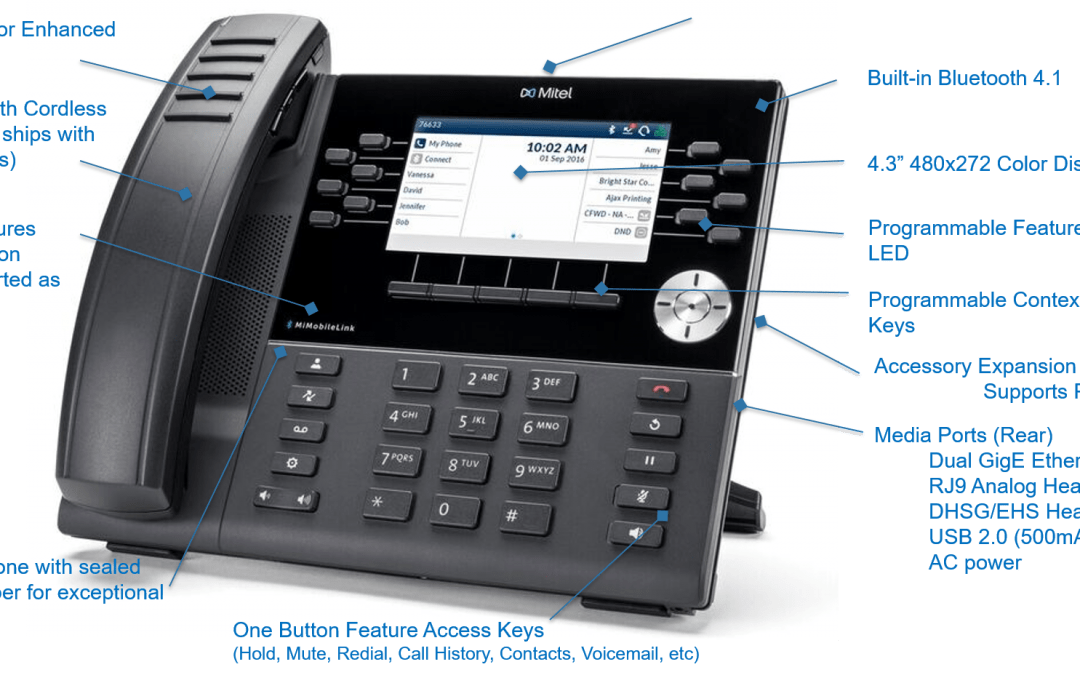 or Enhanced
th Cordless
ships with
s)
ures
on
rted as
one with sealed
ber for exceptional
Mitel
76633
10:02 AM
01 Sep 2016
My Phone
Connect
Vanessa
David
Jennifer
Bob
Amy
Jesse
Bright Star Co...
Ajax Printing
CFWD - NA -...
DND
MiMobileLink
1
2 ABC
3 DEF
4 GHI
5 JKL
6 MNO
7 PQRS
8 TUV
9 WXYZ
*
0
#
Built-in Bluetooth 4.1
4.3” 480x272 Color Dis
Programmable Feature
LED
Programmable Contex
Keys
Accessory Expansion
Supports
Media Ports (Rear)
Dual GigE Ether
RJ9 Analog Hea
DHSG/EHS Hea
USB 2.0 (500mA
AC power
One Button Feature Access Keys
(Hold, Mute, Redial, Call History, Contacts, Voicemail, etc)